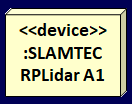 <<device>>
:SLAMTEC
RPLidar A1